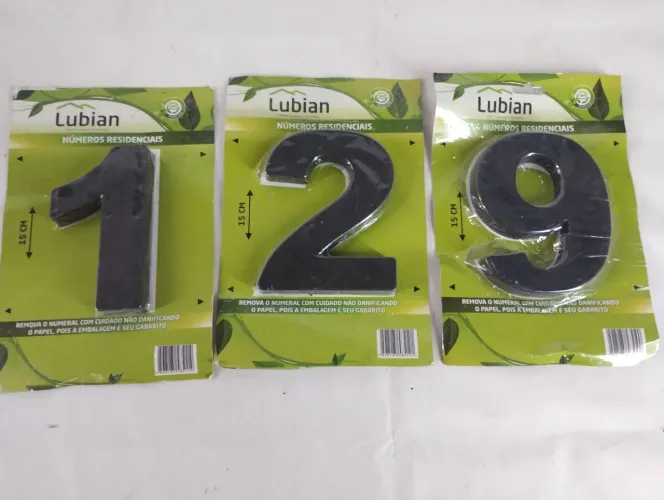 Lubian
NÚMEROS RESIDENCIAIS
1
15 CM
REMOVA O NUMERAL COM CUIDADO NÃO DANIFICANDO
O PAPEL, POIS A EMBALAGEM É SEU GABARITO
Lubian
NÚMEROS RESIDENCIAIS
2
15 CM
REMOVA O NUMERAL COM CUIDADO NÃO DANIFICANDO
O PAPEL, POIS A EMBALAGEM É SEU GABARITO
Lubian
RESIDENCIAIS
9
15 CM
REMOVA O NUMERAL COM CUIDADO NÃO DANIFICANDO
O PAPEL, POIS A EMBALAGEM É SEU GABARITO